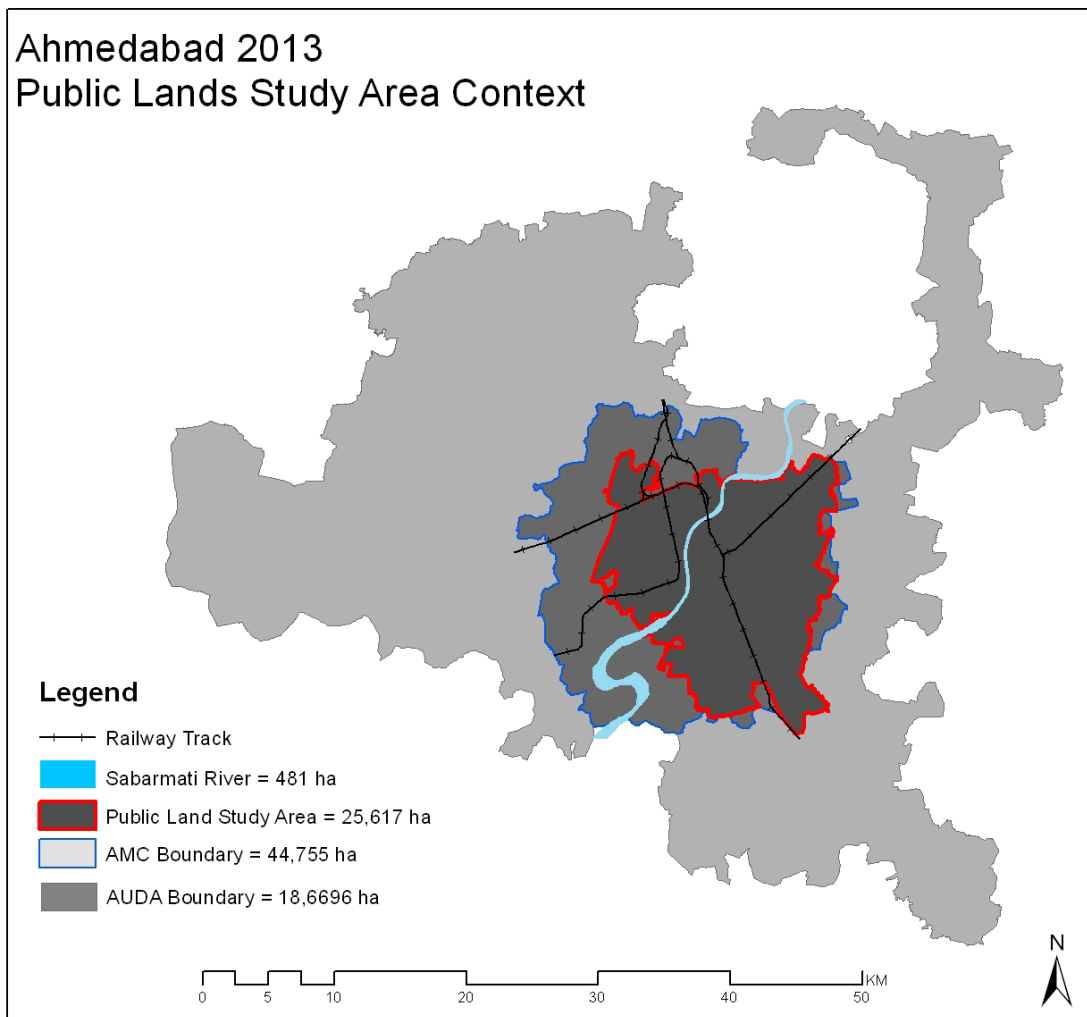 Ahmedabad 2013
Public Lands Study Area Context
Legend
Railway Track
Sabarmati River = 481 ha
Public Land Study Area = 25,617 ha
AMC Boundary = 44,755 ha
AUDA Boundary = 18,6696 ha
N
KM
0 5 10 20 30 40 50